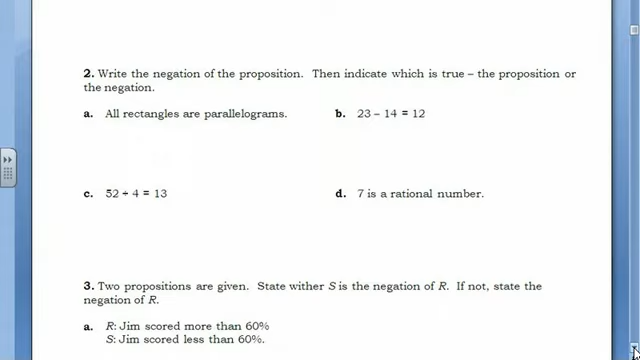 2. Write the negation of the proposition. Then indicate which is true – the proposition or
the negation.
a. All rectangles are parallelograms.
b. 23 – 14 = 12
c. 52 ÷ 4 = 13
d. 7 is a rational number.
3. Two propositions are given. State wither S is the negation of R. If not, state the
negation of R.
a. R: Jim scored more than 60%
S: Jim scored less than 60%.